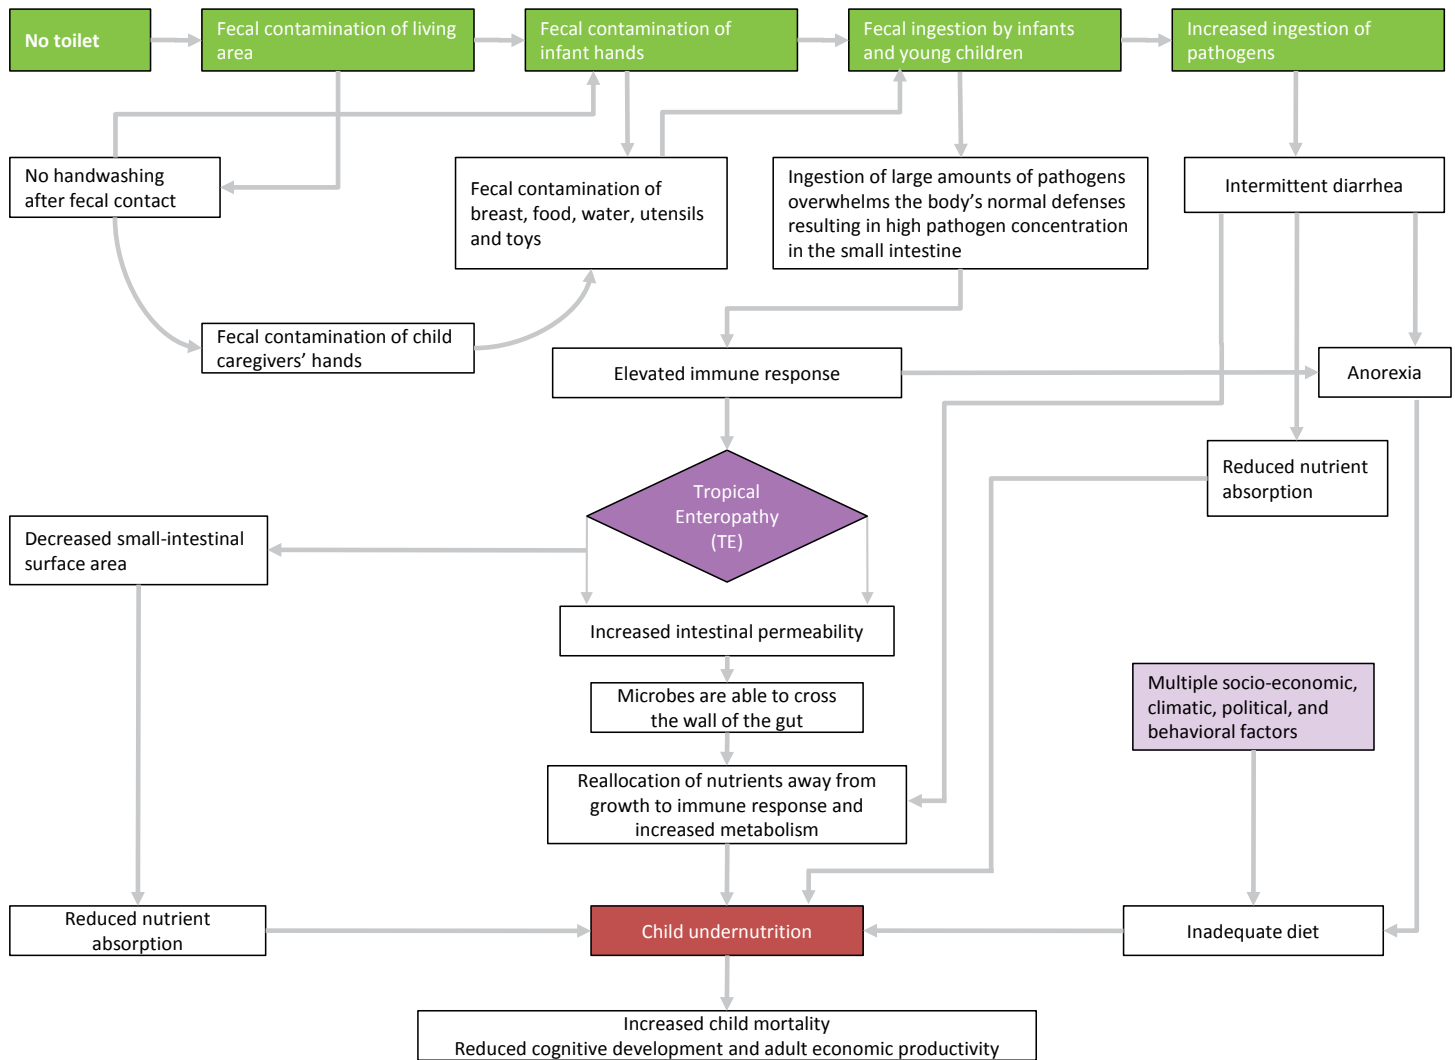 No toilet
Fecal contamination of living
area
Fecal contamination of
infant hands
Fecal ingestion by infants
and young children
Increased ingestion of
pathogens
No handwashing
after fecal contact
Fecal contamination of
breast, food, water, utensils
and toys
Ingestion of large amounts of pathogens
overwhelms the body’s normal defenses
resulting in high pathogen concentration
in the small intestine
Intermittent diarrhea
Fecal contamination of child
caregivers’ hands
Elevated immune response
Anorexia
Tropical
Enteropathy
(TE)
Reduced nutrient
absorption
Decreased small-intestinal
surface area
Increased intestinal permeability
Microbes are able to cross
the wall of the gut
Multiple socio-economic,
climatic, political, and
behavioral factors
Reallocation of nutrients away from
growth to immune response and
increased metabolism
Reduced nutrient
absorption
Child undernutrition
Inadequate diet
Increased child mortality
Reduced cognitive development and adult economic productivity